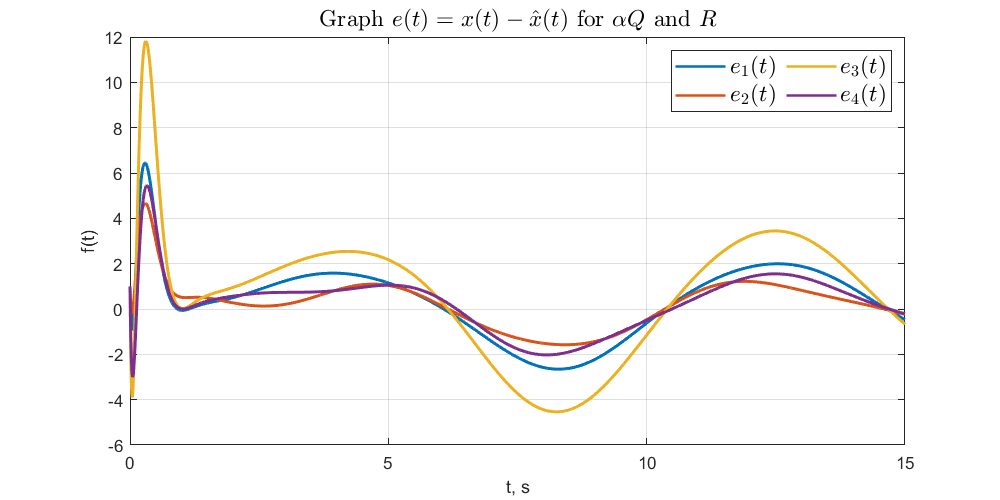 Graph e(t) = x(t) − x̂(t) for αQ and R
e₁(t) e₃(t)
e₂(t) e₄(t)
12
10
8
6
4
2
0
-2
-4
-6
f(t)
0 5 10 15
t, s